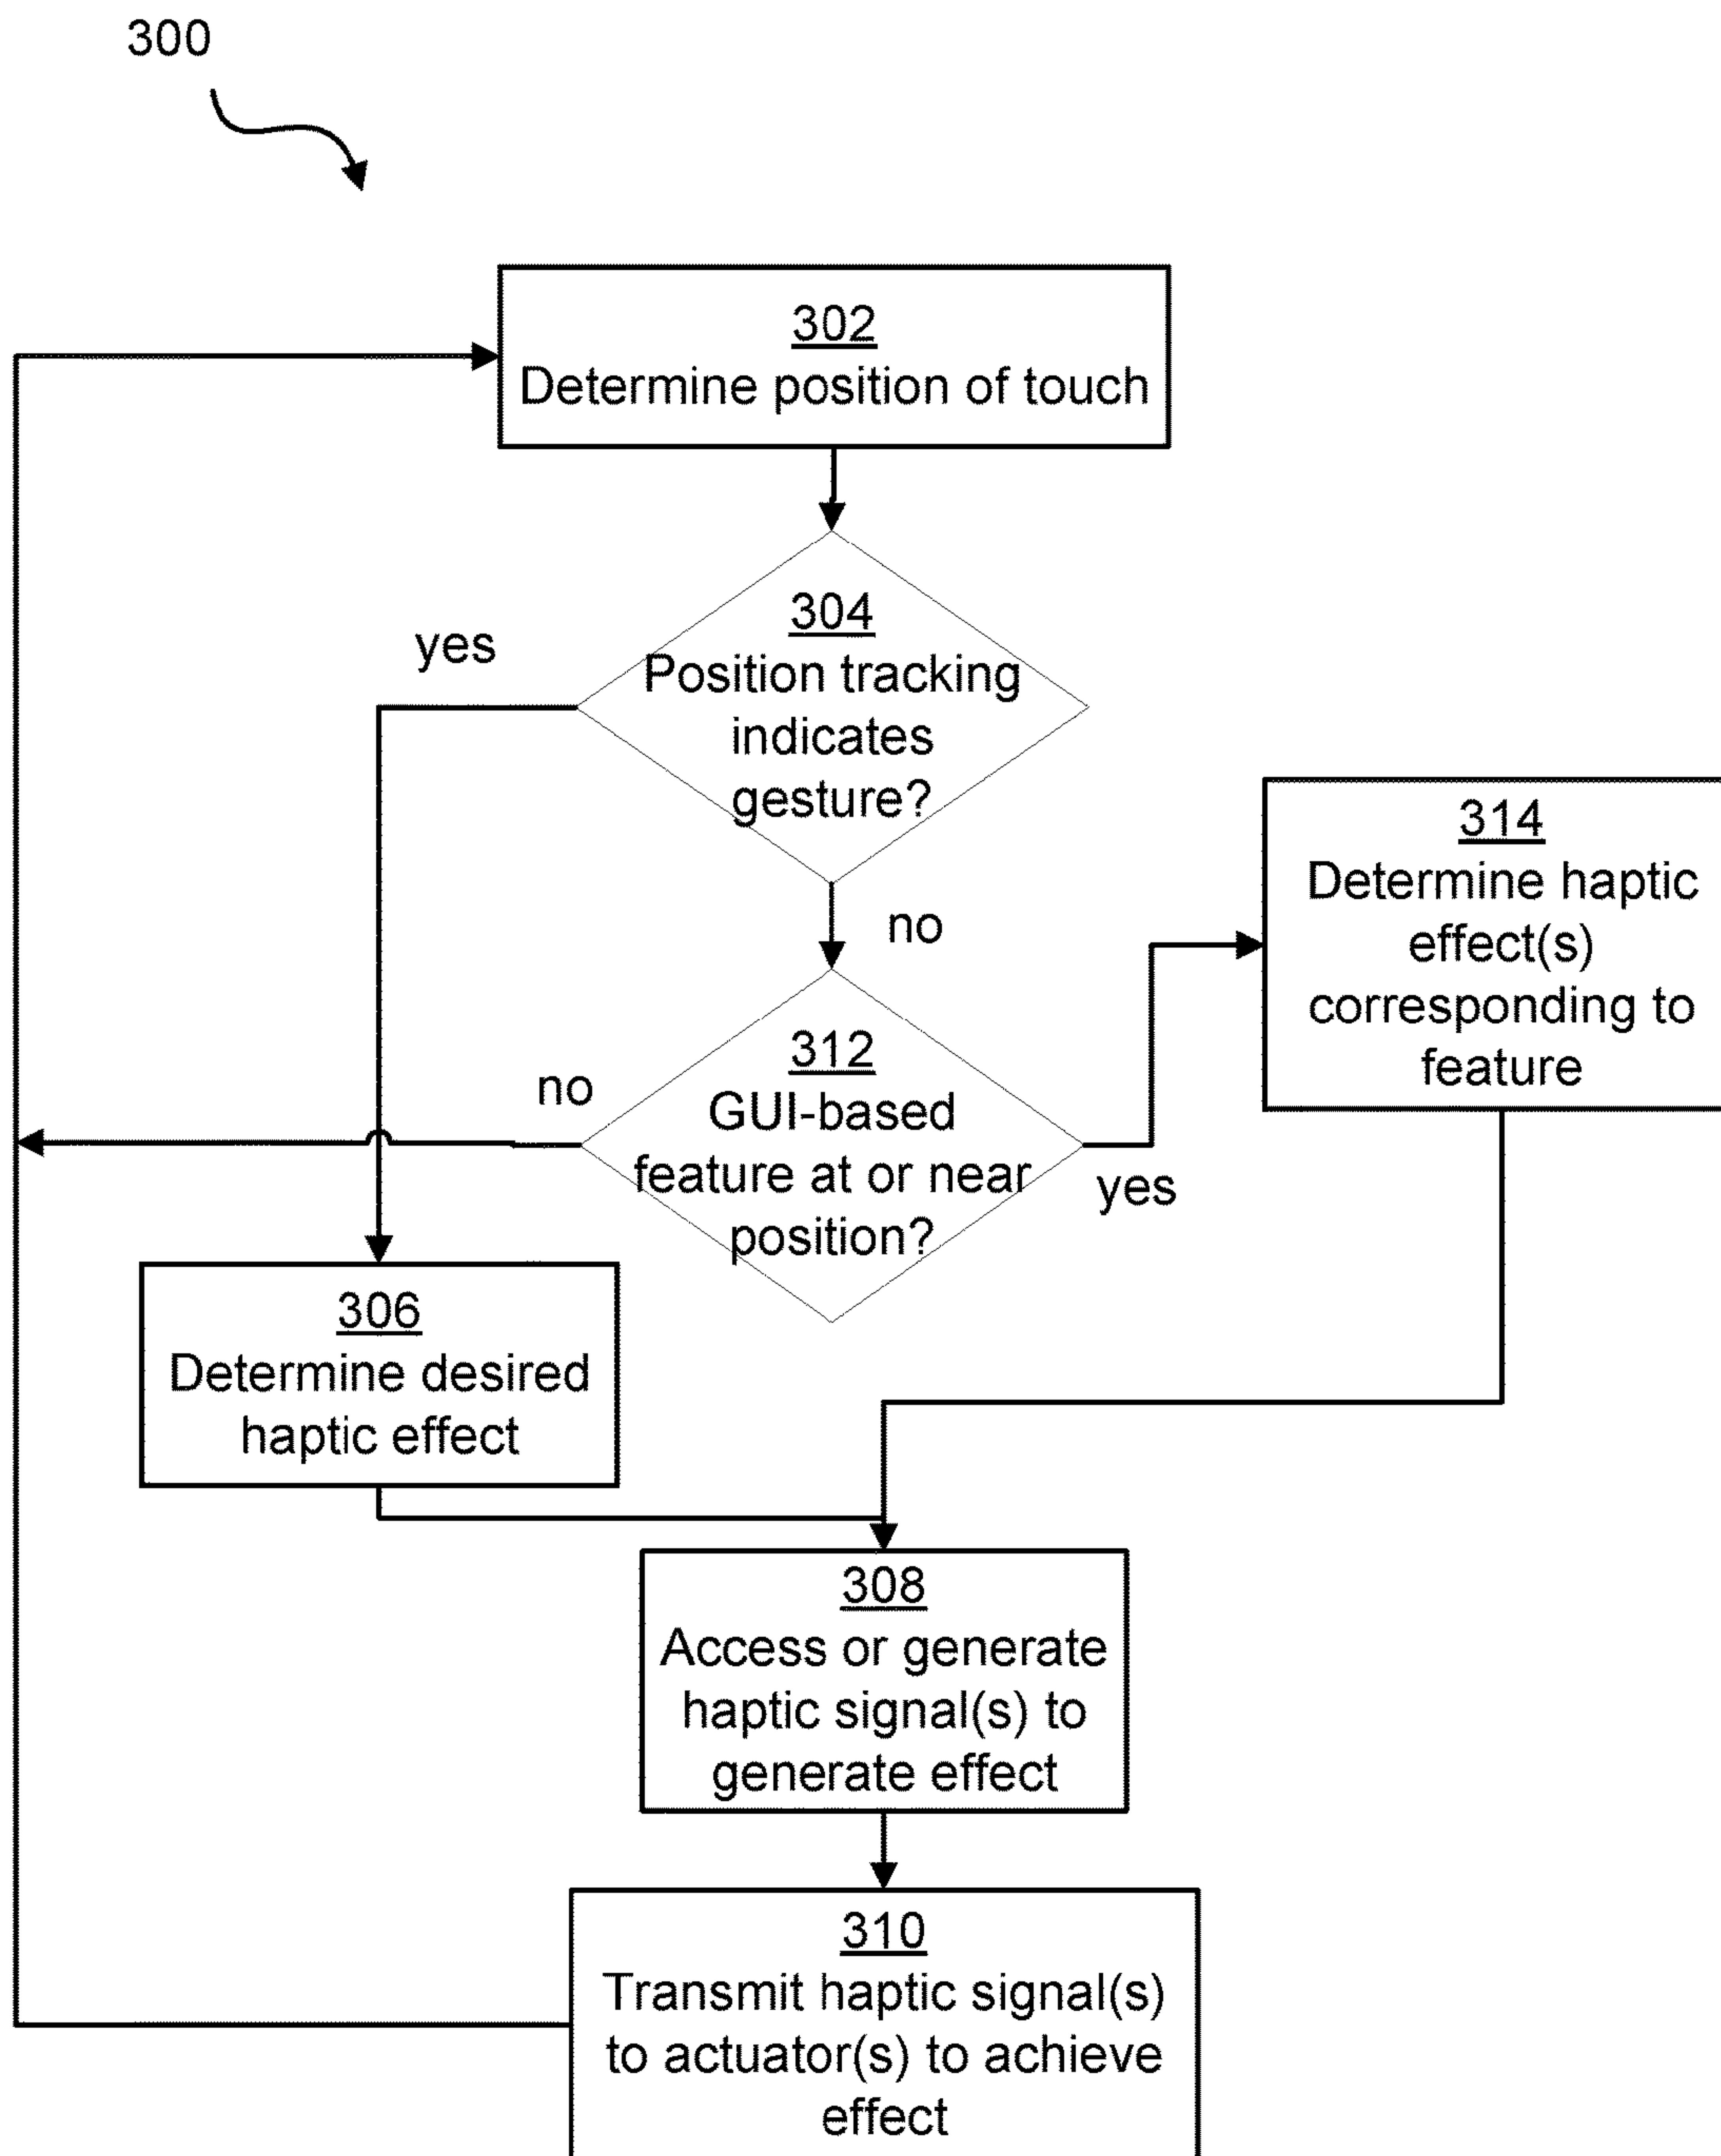 300
302
Determine position of touch
304
Position tracking
indicates
gesture?
yes
no
314
Determine haptic
effect(s)
corresponding to
feature
312
GUI-based
feature at or near
position?
no
yes
306
Determine desired
haptic effect
308
Access or generate
haptic signal(s) to
generate effect
310
Transmit haptic signal(s)
to actuator(s) to achieve
effect